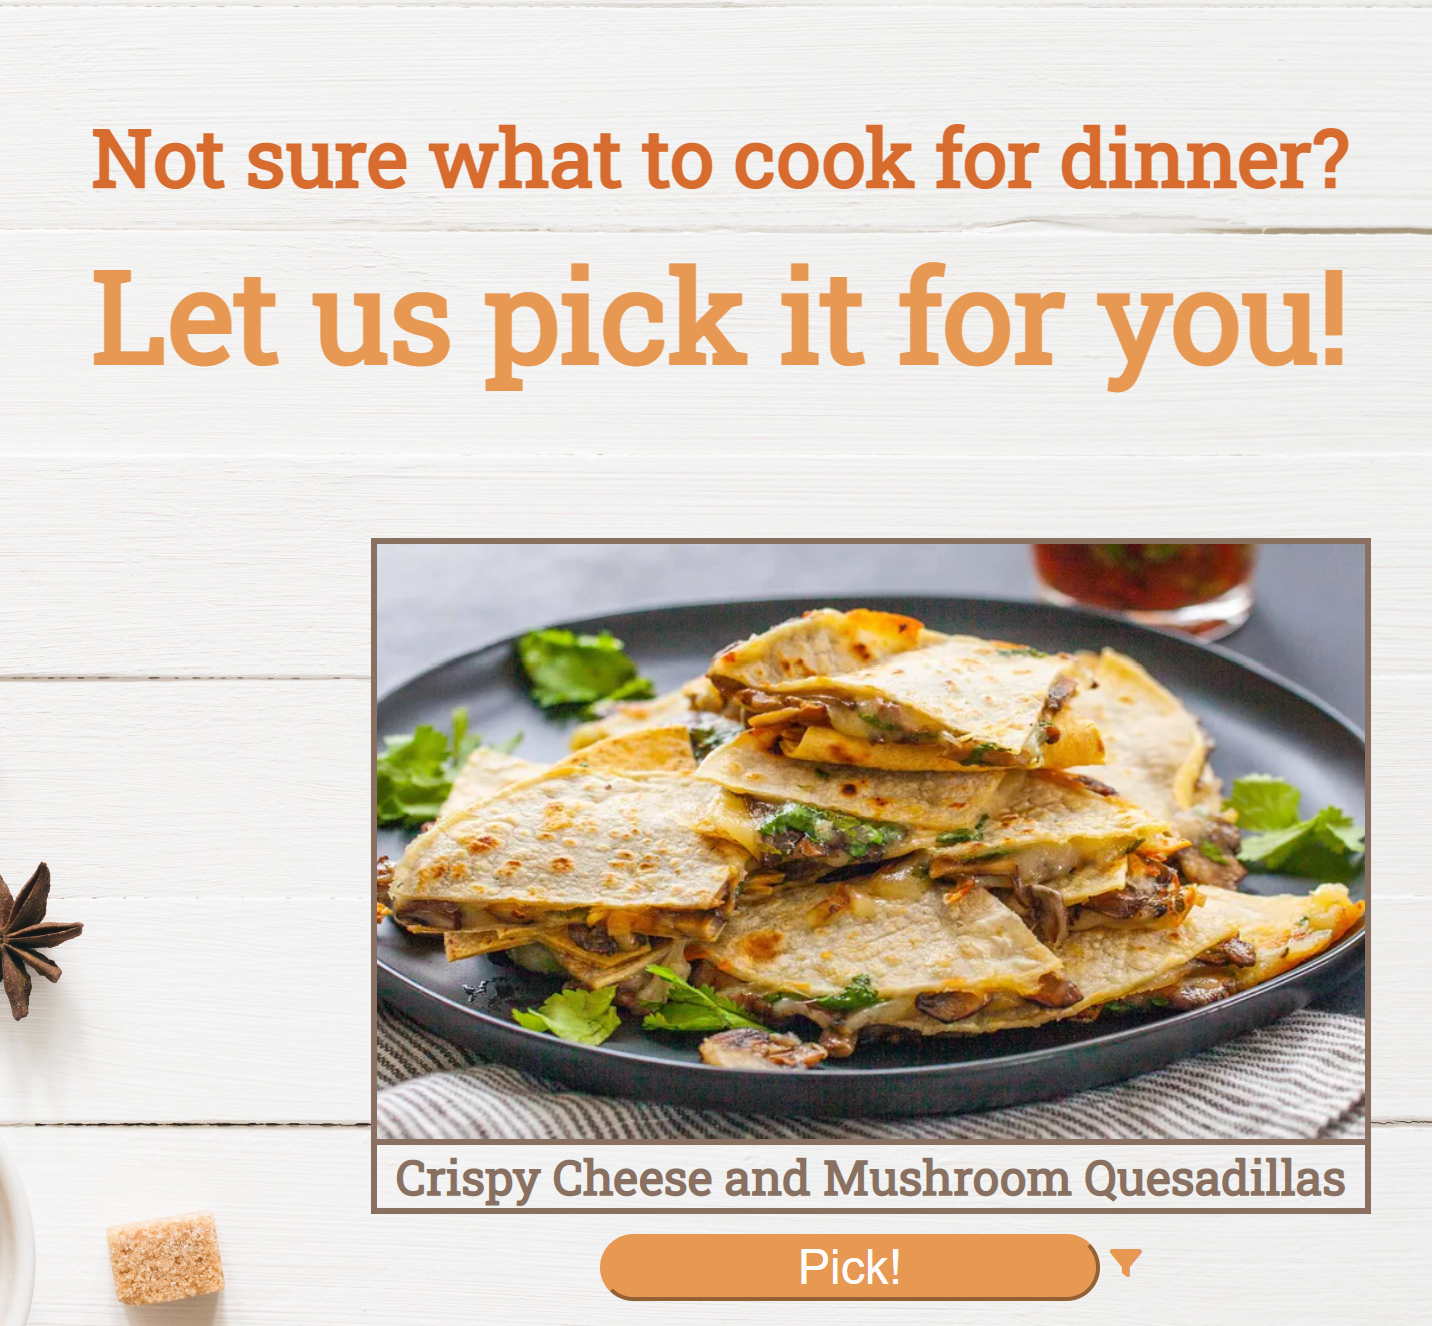 Not sure what to cook for dinner?
Let us pick it for you!
Crispy Cheese and Mushroom Quesadillas
Pick!